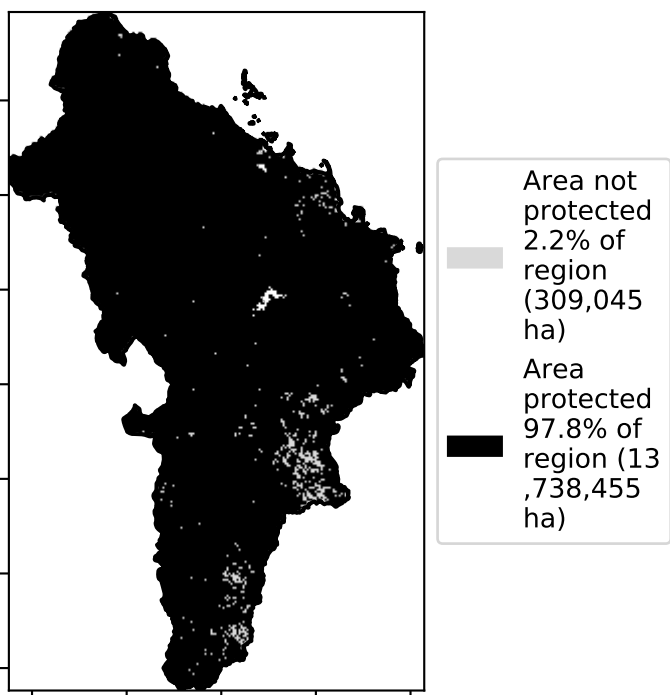 Area not
protected
2.2% of
region
(309,045
ha)
Area
protected
97.8% of
region (13
,738,455
ha)